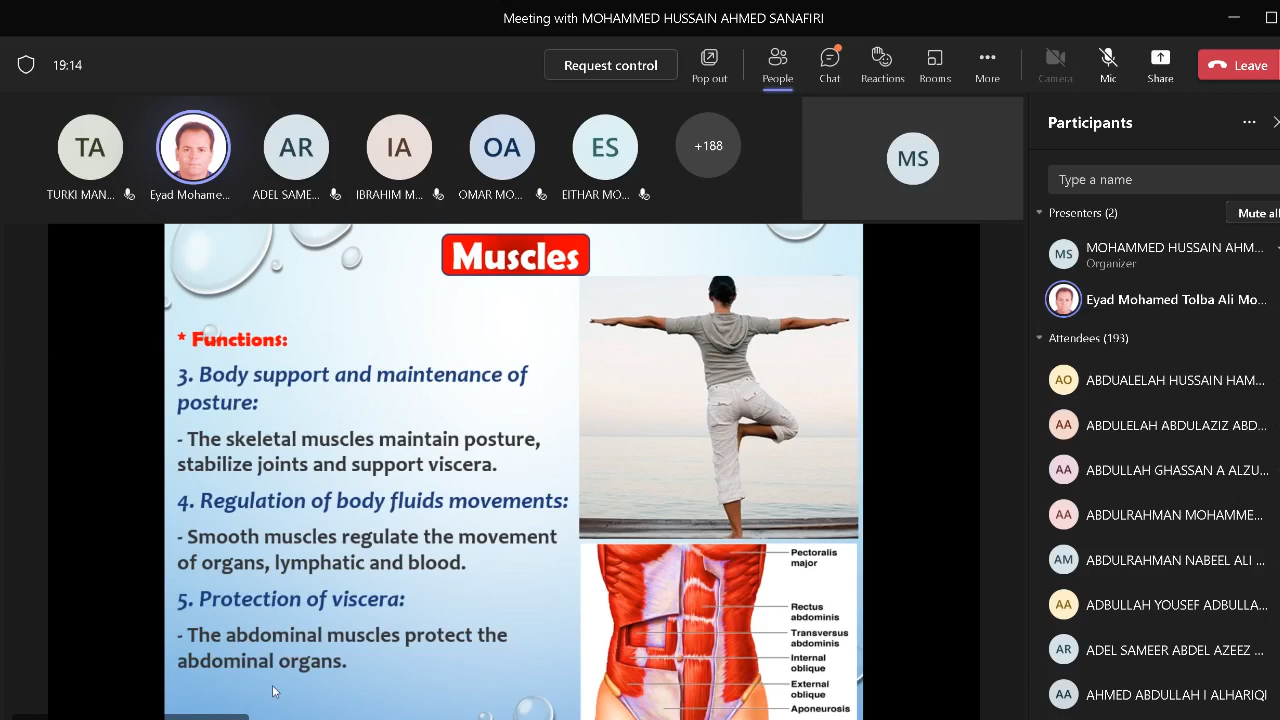 Meeting with MOHAMMED HUSSAIN AHMED SANAFIRI
19:14
Request control
Pop out
People
Chat
Reactions
Rooms
More
Camera
Mic
Share
Leave
TA
AR
IA
OA
ES
+188
MS
TURKI MAN...
Eyad Mohame...
ADEL SAME...
IBRAHIM M...
OMAR MO...
EITHAR MO...
Participants
Type a name
Presenters (2)
Mute all
MS
MOHAMMED HUSSAIN AHM...
Organizer
Eyad Mohamed Tolba Ali Mo...
Attendees (193)
AO
ABDUALELAH HUSSAIN HAM...
AA
ABDULELAH ABDULAZIZ ABD...
AA
ABDULLAH GHASSAN A ALZU...
AA
ABDULRAHMAN MOHAMME...
AM
ABDULRAHMAN NABEEL ALI ...
AA
ABDULLAH YOUSEF ABDULLA...
AR
ADEL SAMEER ABDEL AZEEZ ...
AA
AHMED ABDULLAH I ALHARIQI
Muscles
* Functions:
3. Body support and maintenance of
posture:
- The skeletal muscles maintain posture,
stabilize joints and support viscera.
4. Regulation of body fluids movements:
- Smooth muscles regulate the movement
of organs, lymphatic and blood.
5. Protection of viscera:
- The abdominal muscles protect the
abdominal organs.
Pectoralis
major
Rectus
abdominis
Transversus
abdominis
Internal
oblique
External
oblique
Aponeurosis